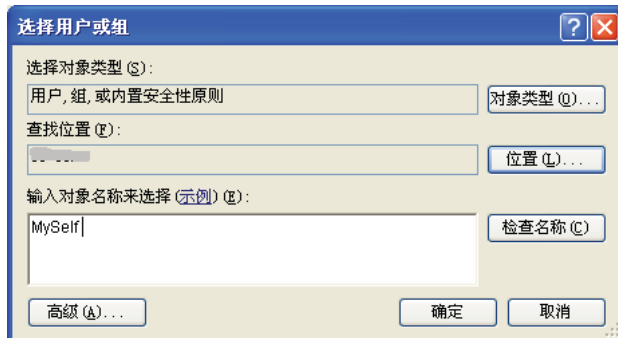 选择用户或组
选择对象类型(S):
用户,组,或内置安全性原则
对象类型(O)...
查找位置(F):
位置(L)...
输入对象名称来选择(示例)(E):
MySelf
检查名称(C)
高级(A)...
确定
取消